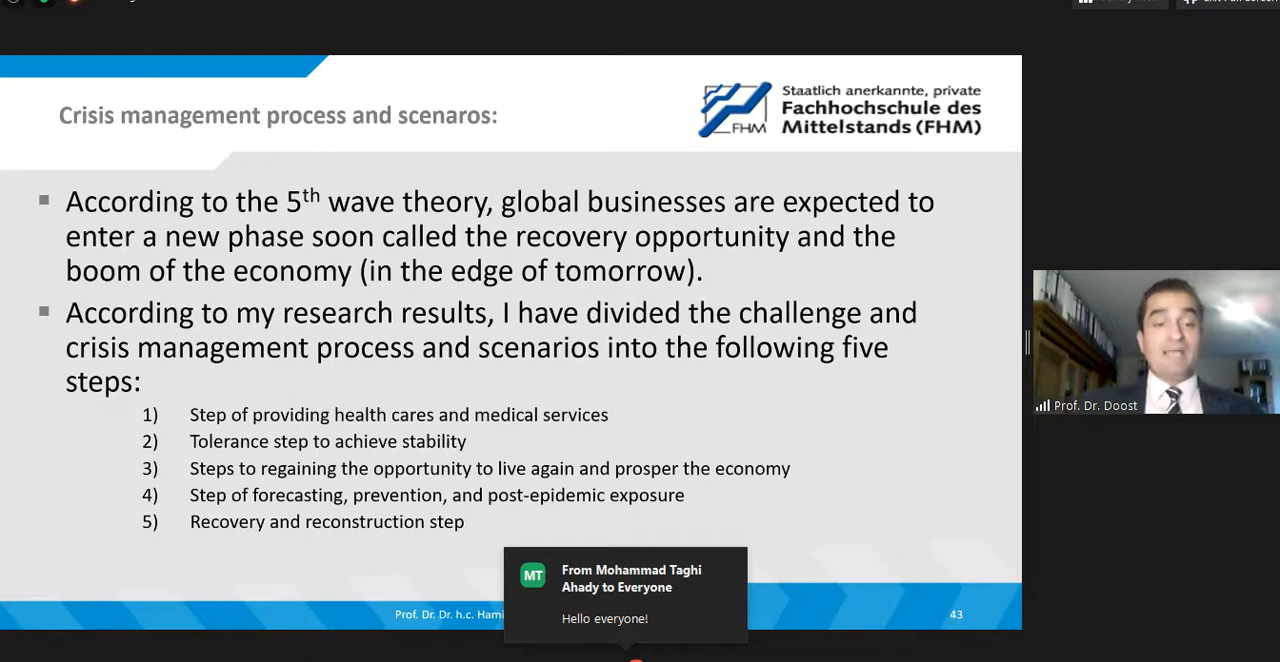 Crisis management process and scenaros:
Staatlich anerkannte, private
Fachhochschule des
Mittelstands (FHM)
FHM
▪ According to the 5th wave theory, global businesses are expected to
enter a new phase soon called the recovery opportunity and the
boom of the economy (in the edge of tomorrow).
▪ According to my research results, I have divided the challenge and
crisis management process and scenarios into the following five
steps:
1) Step of providing health cares and medical services
2) Tolerance step to achieve stability
3) Steps to regaining the opportunity to live again and prosper the economy
4) Step of forecasting, prevention, and post-epidemic exposure
5) Recovery and reconstruction step
Prof. Dr. Doost
MT
From Mohammad Taghi
Ahady to Everyone
Hello everyone!
Prof. Dr. Dr. h.c. Hami
43